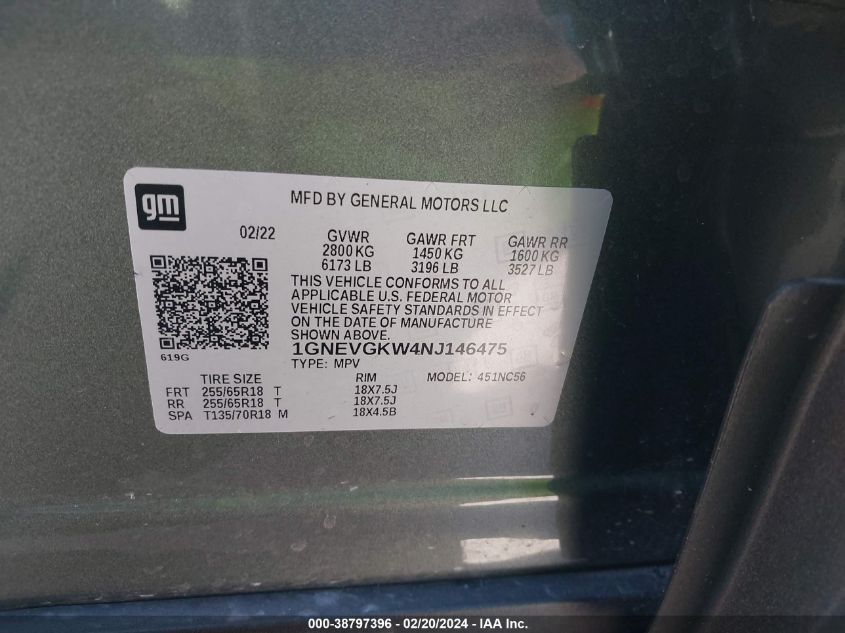 gm
MFD BY GENERAL MOTORS LLC
02/22
GVWR GAWR FRT GAWR RR
2800 KG 1450 KG 1600 KG
6173 LB 3196 LB 3527 LB
THIS VEHICLE CONFORMS TO ALL
APPLICABLE U.S. FEDERAL MOTOR
VEHICLE SAFETY STANDARDS IN EFFECT
ON THE DATE OF MANUFACTURE
SHOWN ABOVE.
619G
1GNEVGKW4NJ146475
TYPE: MPV MODEL: 451NC56
TIRE SIZE RIM
FRT 255/65R18 T 18X7.5J
RR 255/65R18 T 18X7.5J
SPA T135/70R18 M 18X4.5B
000-38797396 - 02/20/2024 - IAA Inc.